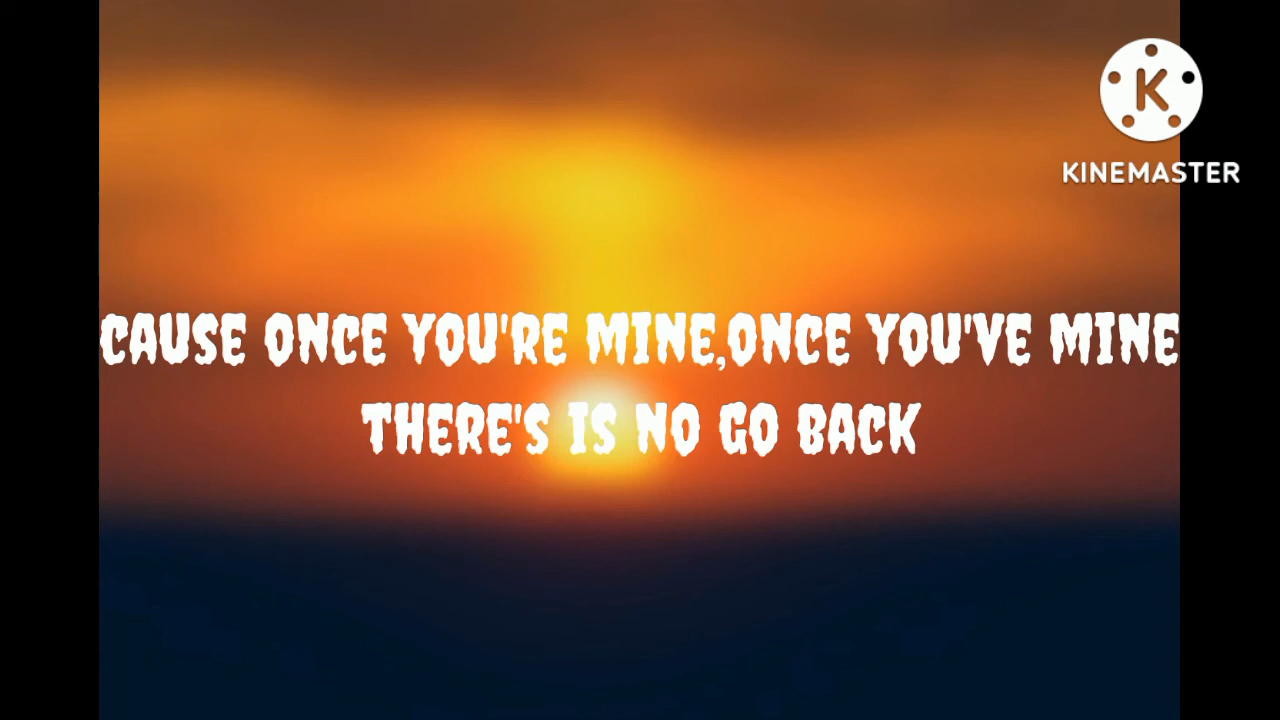 K
KINEMASTER
CAUSE ONCE YOU'RE MINE,ONCE YOU'VE MINE
THERE'S IS NO GO BACK